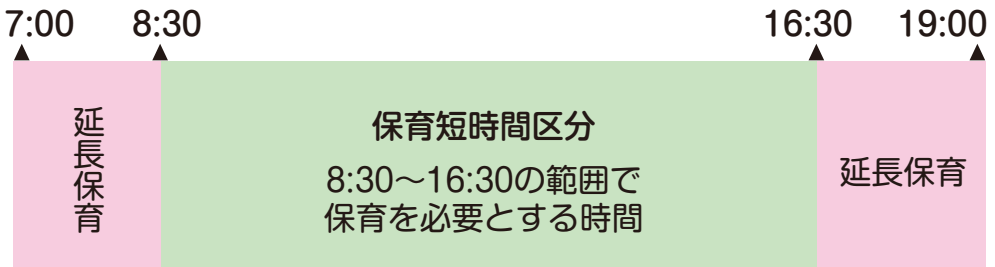 7:00 8:30 16:30 19:00
延長保育
保育短時間区分
8:30〜16:30の範囲で
保育を必要とする時間
延長保育